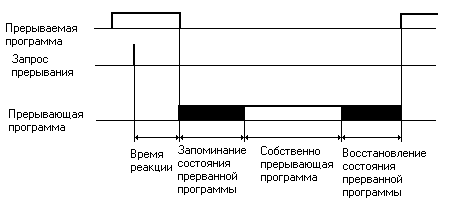 Прерываемая
программа
Запрос
прерывания
Прерывающая
программа
Время
реакции
Запоминание
состояния
прерванной
программы
Собственно
прерывающая
программа
Восстановление
состояния
прерванной
программы